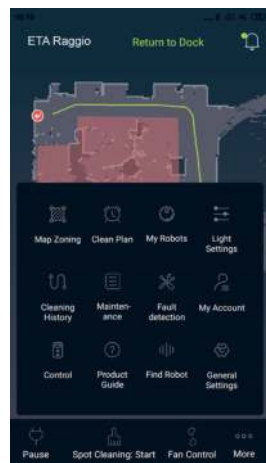 ETA Raggio Return to Dock
Map Zoning Clean Plan My Robots Light
Settings
Cleaning Mainten- Fault My Account
History ance detection
Control Product Find Robot General
Guide Settings
Pause Spot Cleaning: Start Fan Control More